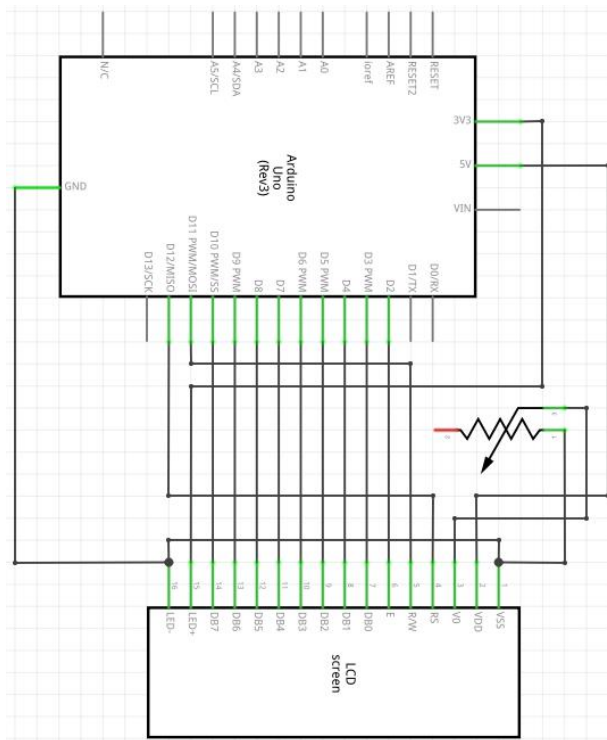 N/C
A5/SCL
A4/SDA
A3
A2
A1
A0
ioref
AREF
RESET2
RESET
3V3
5V
VIN
GND
Arduino
Uno
(Rev3)
D13/SCK
D12/MISO
D11 PWM/MOSI
D10 PWM/SS
D9 PWM
D8
D7
D6 PWM
D5 PWM
D4
D3 PWM
D2
D1/TX
D0/RX
16
15
14
13
12
11
10
9
8
7
6
5
4
3
2
1
LED-
LED+
DB7
DB6
DB5
DB4
DB3
DB2
DB1
DB0
E
R/W
RS
V0
VDD
VSS
LCD
screen